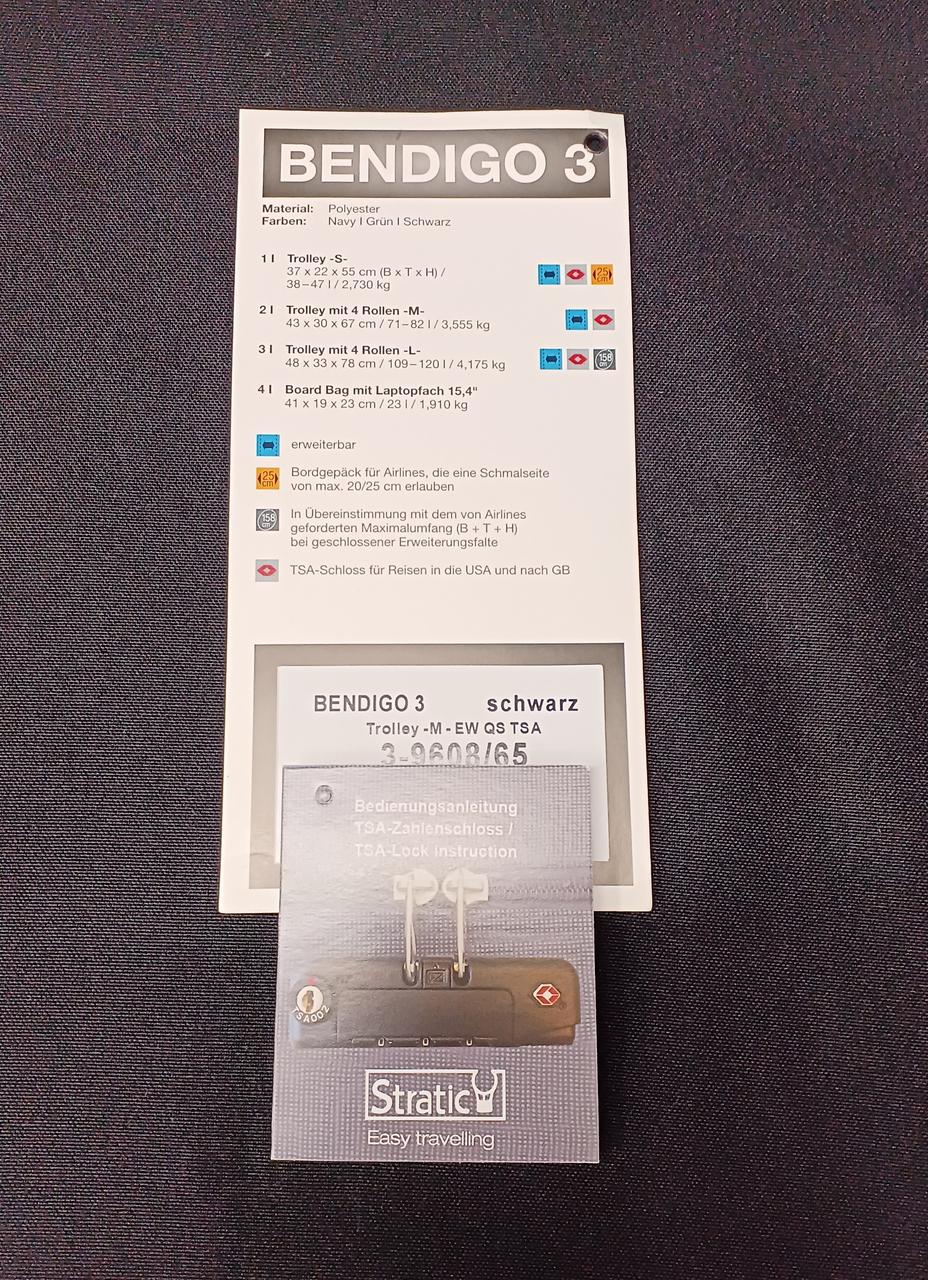 BENDIGO 3
Material: Polyester
Farben: Navy I Grün I Schwarz
1 I Trolley -S-
37 x 22 x 55 cm (B x T x H) /
38–47 l / 2,730 kg
25 cm
2 I Trolley mit 4 Rollen -M-
43 x 30 x 67 cm / 71–82 l / 3,555 kg
3 I Trolley mit 4 Rollen -L-
48 x 33 x 78 cm / 109–120 l / 4,175 kg
158 cm
4 I Board Bag mit Laptopfach 15,4"
41 x 19 x 23 cm / 23 l / 1,910 kg
erweiterbar
25 cm
Bordgepäck für Airlines, die eine Schmalseite
von max. 20/25 cm erlauben
158 cm
In Übereinstimmung mit dem von Airlines
geforderten Maximalumfang (B + T + H)
bei geschlossener Erweiterungsfalte
TSA-Schloss für Reisen in die USA und nach GB
BENDIGO 3 schwarz
Trolley -M - EW QS TSA
3-9608/65
Bedienungsanleitung
TSA-Zahlenschloss /
TSA-Lock instruction
TSA002
Stratic
Easy travelling